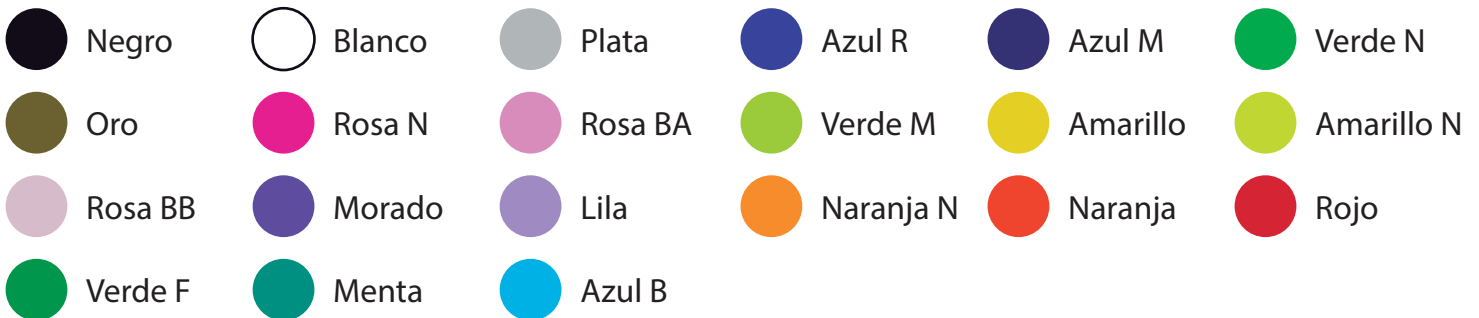 Negro Blanco Plata Azul R Azul M Verde N
Oro Rosa N Rosa BA Verde M Amarillo Amarillo N
Rosa BB Morado Lila Naranja N Naranja Rojo
Verde F Menta Azul B